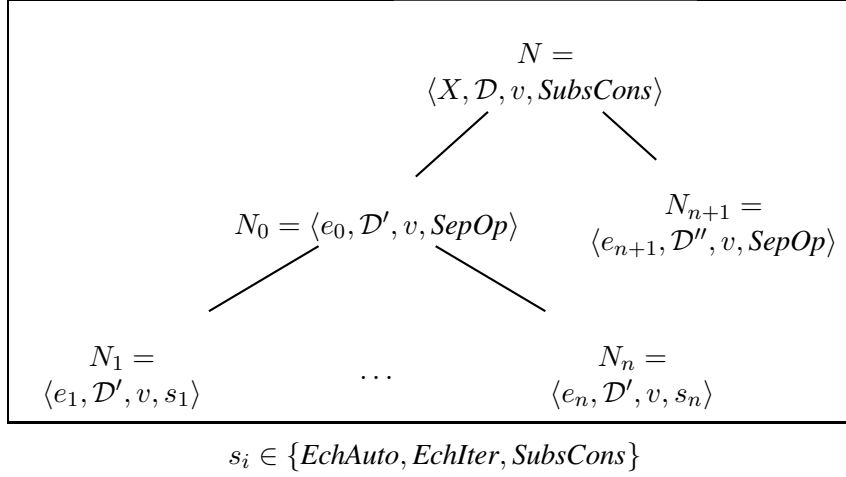 N =
⟨X, 𝒟, v, SubsCons⟩
N₀ = ⟨e₀, 𝒟′, v, SepOp⟩
Nₙ₊₁ =
⟨eₙ₊₁, 𝒟″, v, SepOp⟩
N₁ =
⟨e₁, 𝒟′, v, s₁⟩
. . .
Nₙ =
⟨eₙ, 𝒟′, v, sₙ⟩
sᵢ ∈ {EchAuto, EchIter, SubsCons}